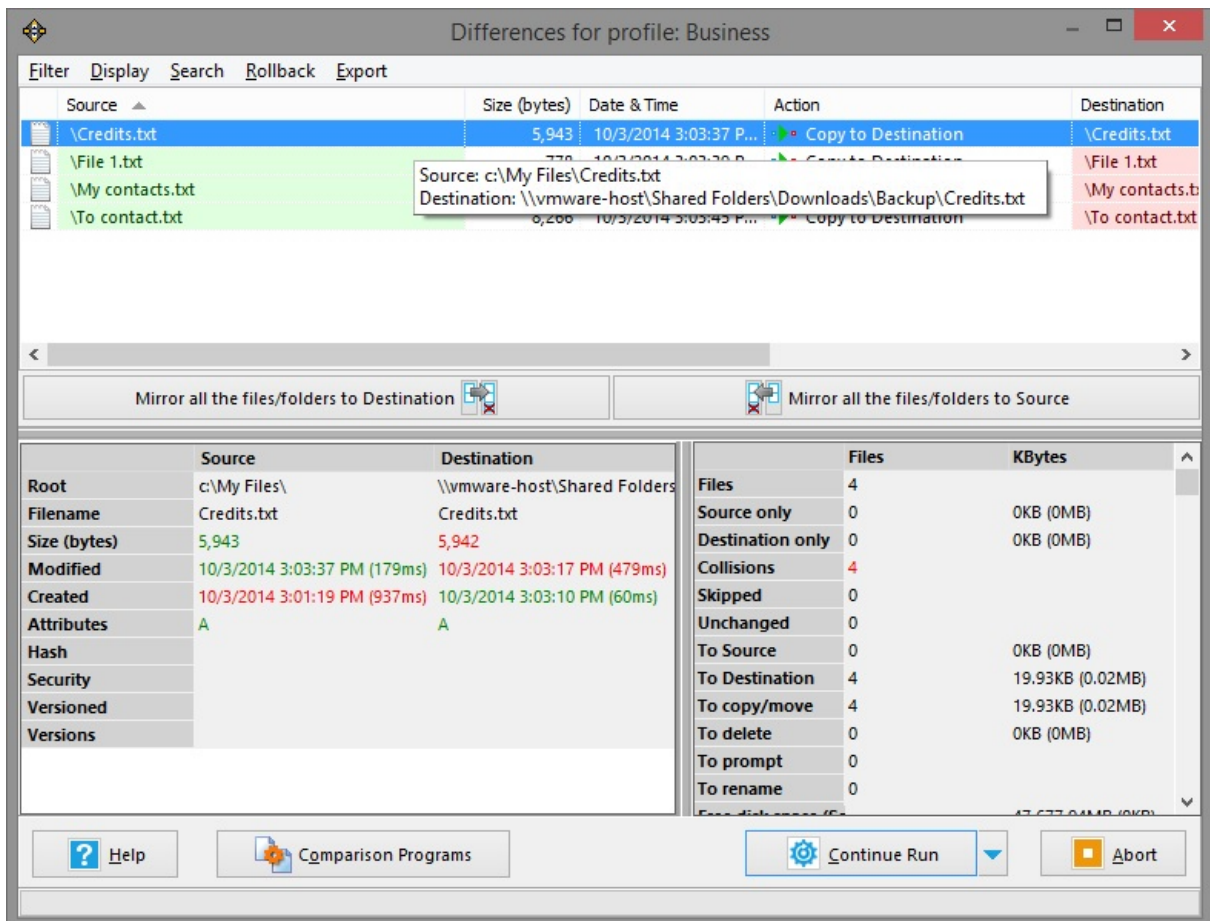 Differences for profile: Business
Filter Display Search Rollback Export
Source Size (bytes) Date & Time Action Destination
\Credits.txt 5,943 10/3/2014 3:03:37 P... Copy to Destination \Credits.txt
\File 1.txt \File 1.txt
Source: c:\My Files\Credits.txt
\My contacts.txt \My contacts.t
Destination: \\vmware-host\Shared Folders\Downloads\Backup\Credits.txt
\To contact.txt 8,266 10/3/2014 3:03:45 P... Copy to Destination \To contact.txt
Mirror all the files/folders to Destination Mirror all the files/folders to Source
Source Destination
Root c:\My Files\ \\vmware-host\Shared Folders
Filename Credits.txt Credits.txt
Size (bytes) 5,943 5,942
Modified 10/3/2014 3:03:37 PM (179ms) 10/3/2014 3:03:17 PM (479ms)
Created 10/3/2014 3:01:19 PM (937ms) 10/3/2014 3:03:10 PM (60ms)
Attributes A A
Hash
Security
Versioned
Versions
Files KBytes
Files 4
Source only 0 0KB (0MB)
Destination only 0 0KB (0MB)
Collisions 4
Skipped 0
Unchanged 0
To Source 0 0KB (0MB)
To Destination 4 19.93KB (0.02MB)
To copy/move 4 19.93KB (0.02MB)
To delete 0 0KB (0MB)
To prompt 0
To rename 0
Help Comparison Programs Continue Run Abort